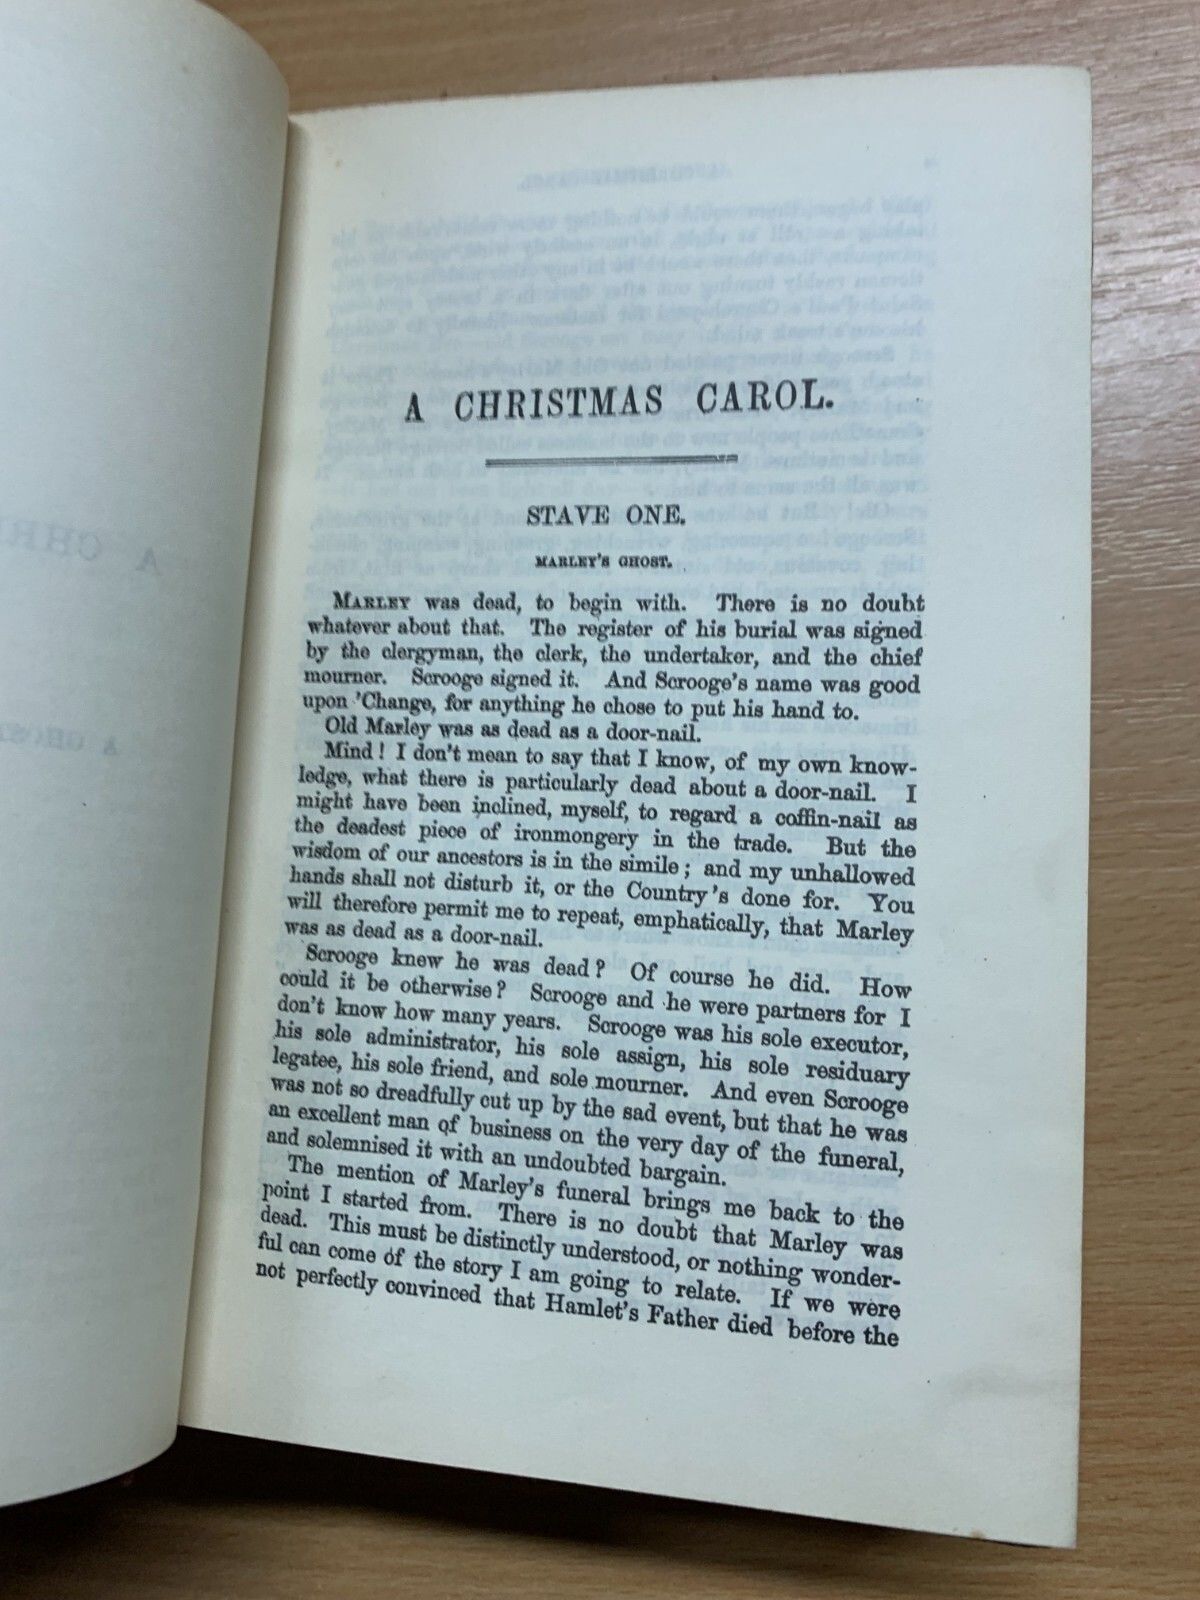 A CHRISTMAS CAROL.
STAVE ONE.
MARLEY'S GHOST.
MARLEY was dead, to begin with. There is no doubt
whatever about that. The register of his burial was signed
by the clergyman, the clerk, the undertaker, and the chief
mourner. Scrooge signed it. And Scrooge's name was good
upon 'Change, for anything he chose to put his hand to.
Old Marley was as dead as a door-nail.
Mind! I don't mean to say that I know, of my own know-
ledge, what there is particularly dead about a door-nail. I
might have been inclined, myself, to regard a coffin-nail as
the deadest piece of ironmongery in the trade. But the
wisdom of our ancestors is in the simile; and my unhallowed
hands shall not disturb it, or the Country's done for. You
will therefore permit me to repeat, emphatically, that Marley
was as dead as a door-nail.
Scrooge knew he was dead? Of course he did. How
could it be otherwise? Scrooge and he were partners for I
don't know how many years. Scrooge was his sole executor,
his sole administrator, his sole assign, his sole residuary
legatee, his sole friend, and sole mourner. And even Scrooge
was not so dreadfully cut up by the sad event, but that he was
an excellent man of business on the very day of the funeral,
and solemnised it with an undoubted bargain.
The mention of Marley's funeral brings me back to the
point I started from. There is no doubt that Marley was
dead. This must be distinctly understood, or nothing wonder-
ful can come of the story I am going to relate. If we were
not perfectly convinced that Hamlet's Father died before the